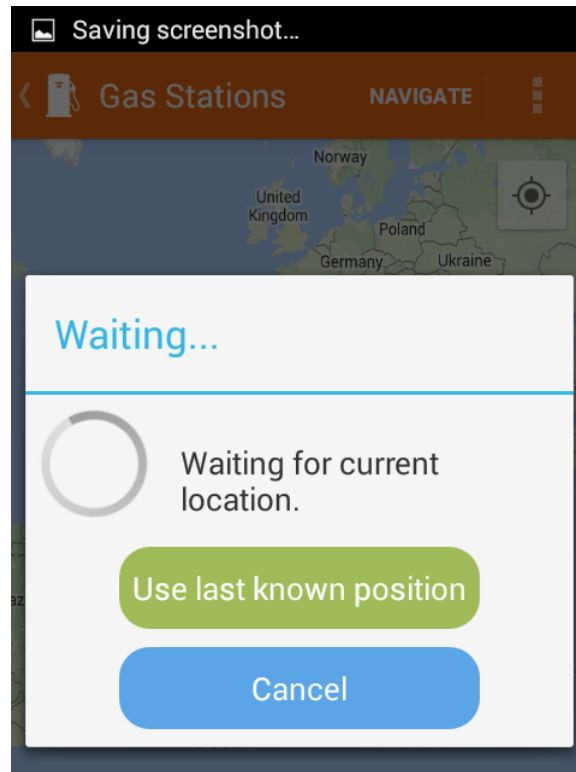 Saving screenshot...
Gas Stations
NAVIGATE
Norway
United
Kingdom
Poland
Germany
Ukraine
Waiting...
Waiting for current
location.
Use last known position
Cancel